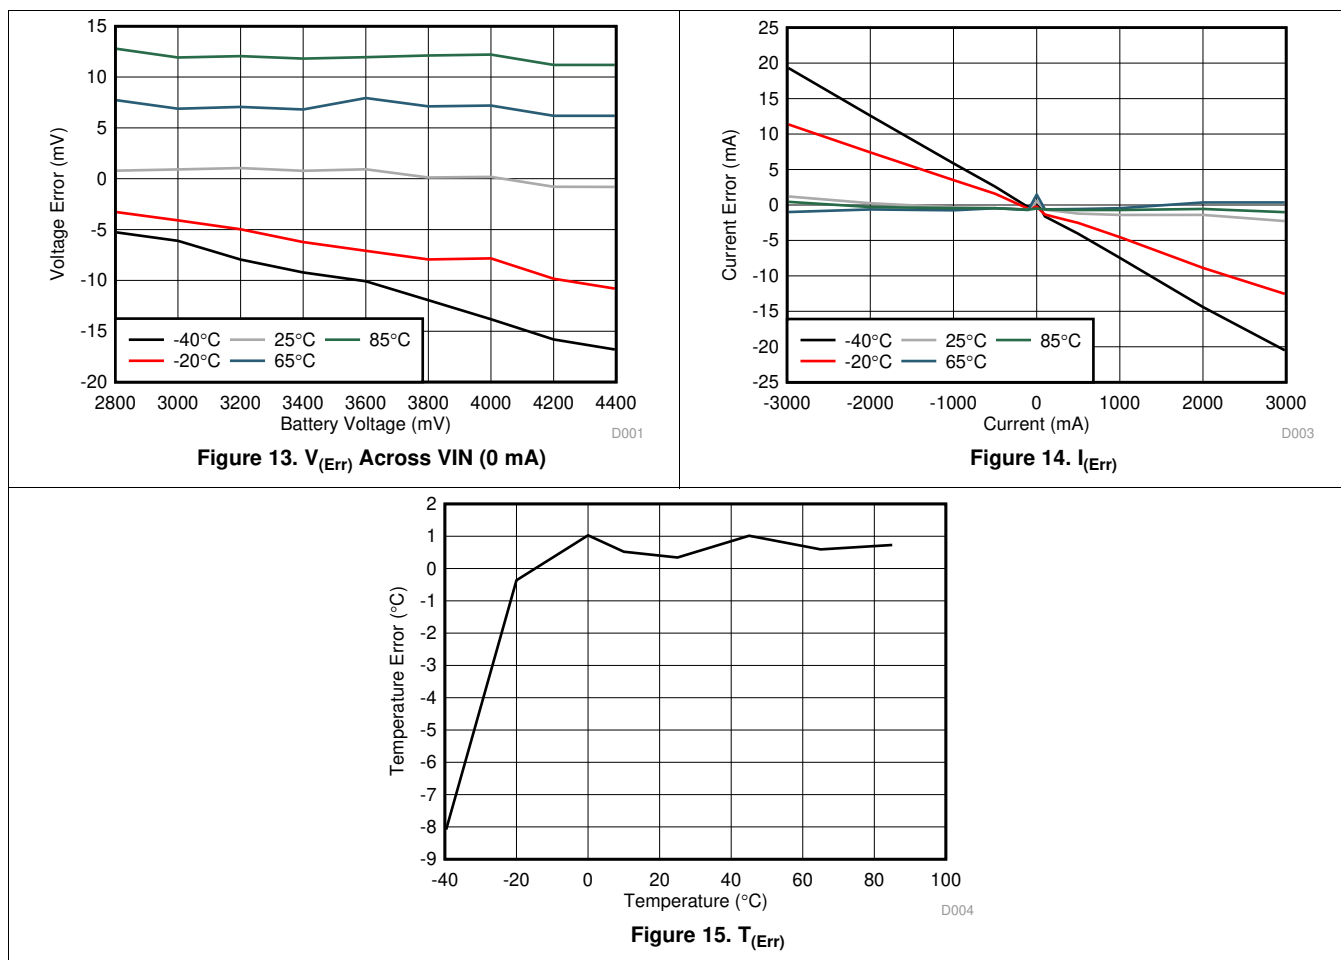 15
10
5
0
-5
-10
-15
-20
Voltage Error (mV)
-40°C 25°C 85°C
-20°C 65°C
2800 3000 3200 3400 3600 3800 4000 4200 4400
Battery Voltage (mV)
D001
Figure 13. V(Err) Across VIN (0 mA)
25
20
15
10
5
0
-5
-10
-15
-20
-25
Current Error (mA)
-40°C 25°C 85°C
-20°C 65°C
-3000 -2000 -1000 0 1000 2000 3000
Current (mA)
D003
Figure 14. I(Err)
2
1
0
-1
-2
-3
-4
-5
-6
-7
-8
-9
Temperature Error (°C)
-40 -20 0 20 40 60 80 100
Temperature (°C)
D004
Figure 15. T(Err)